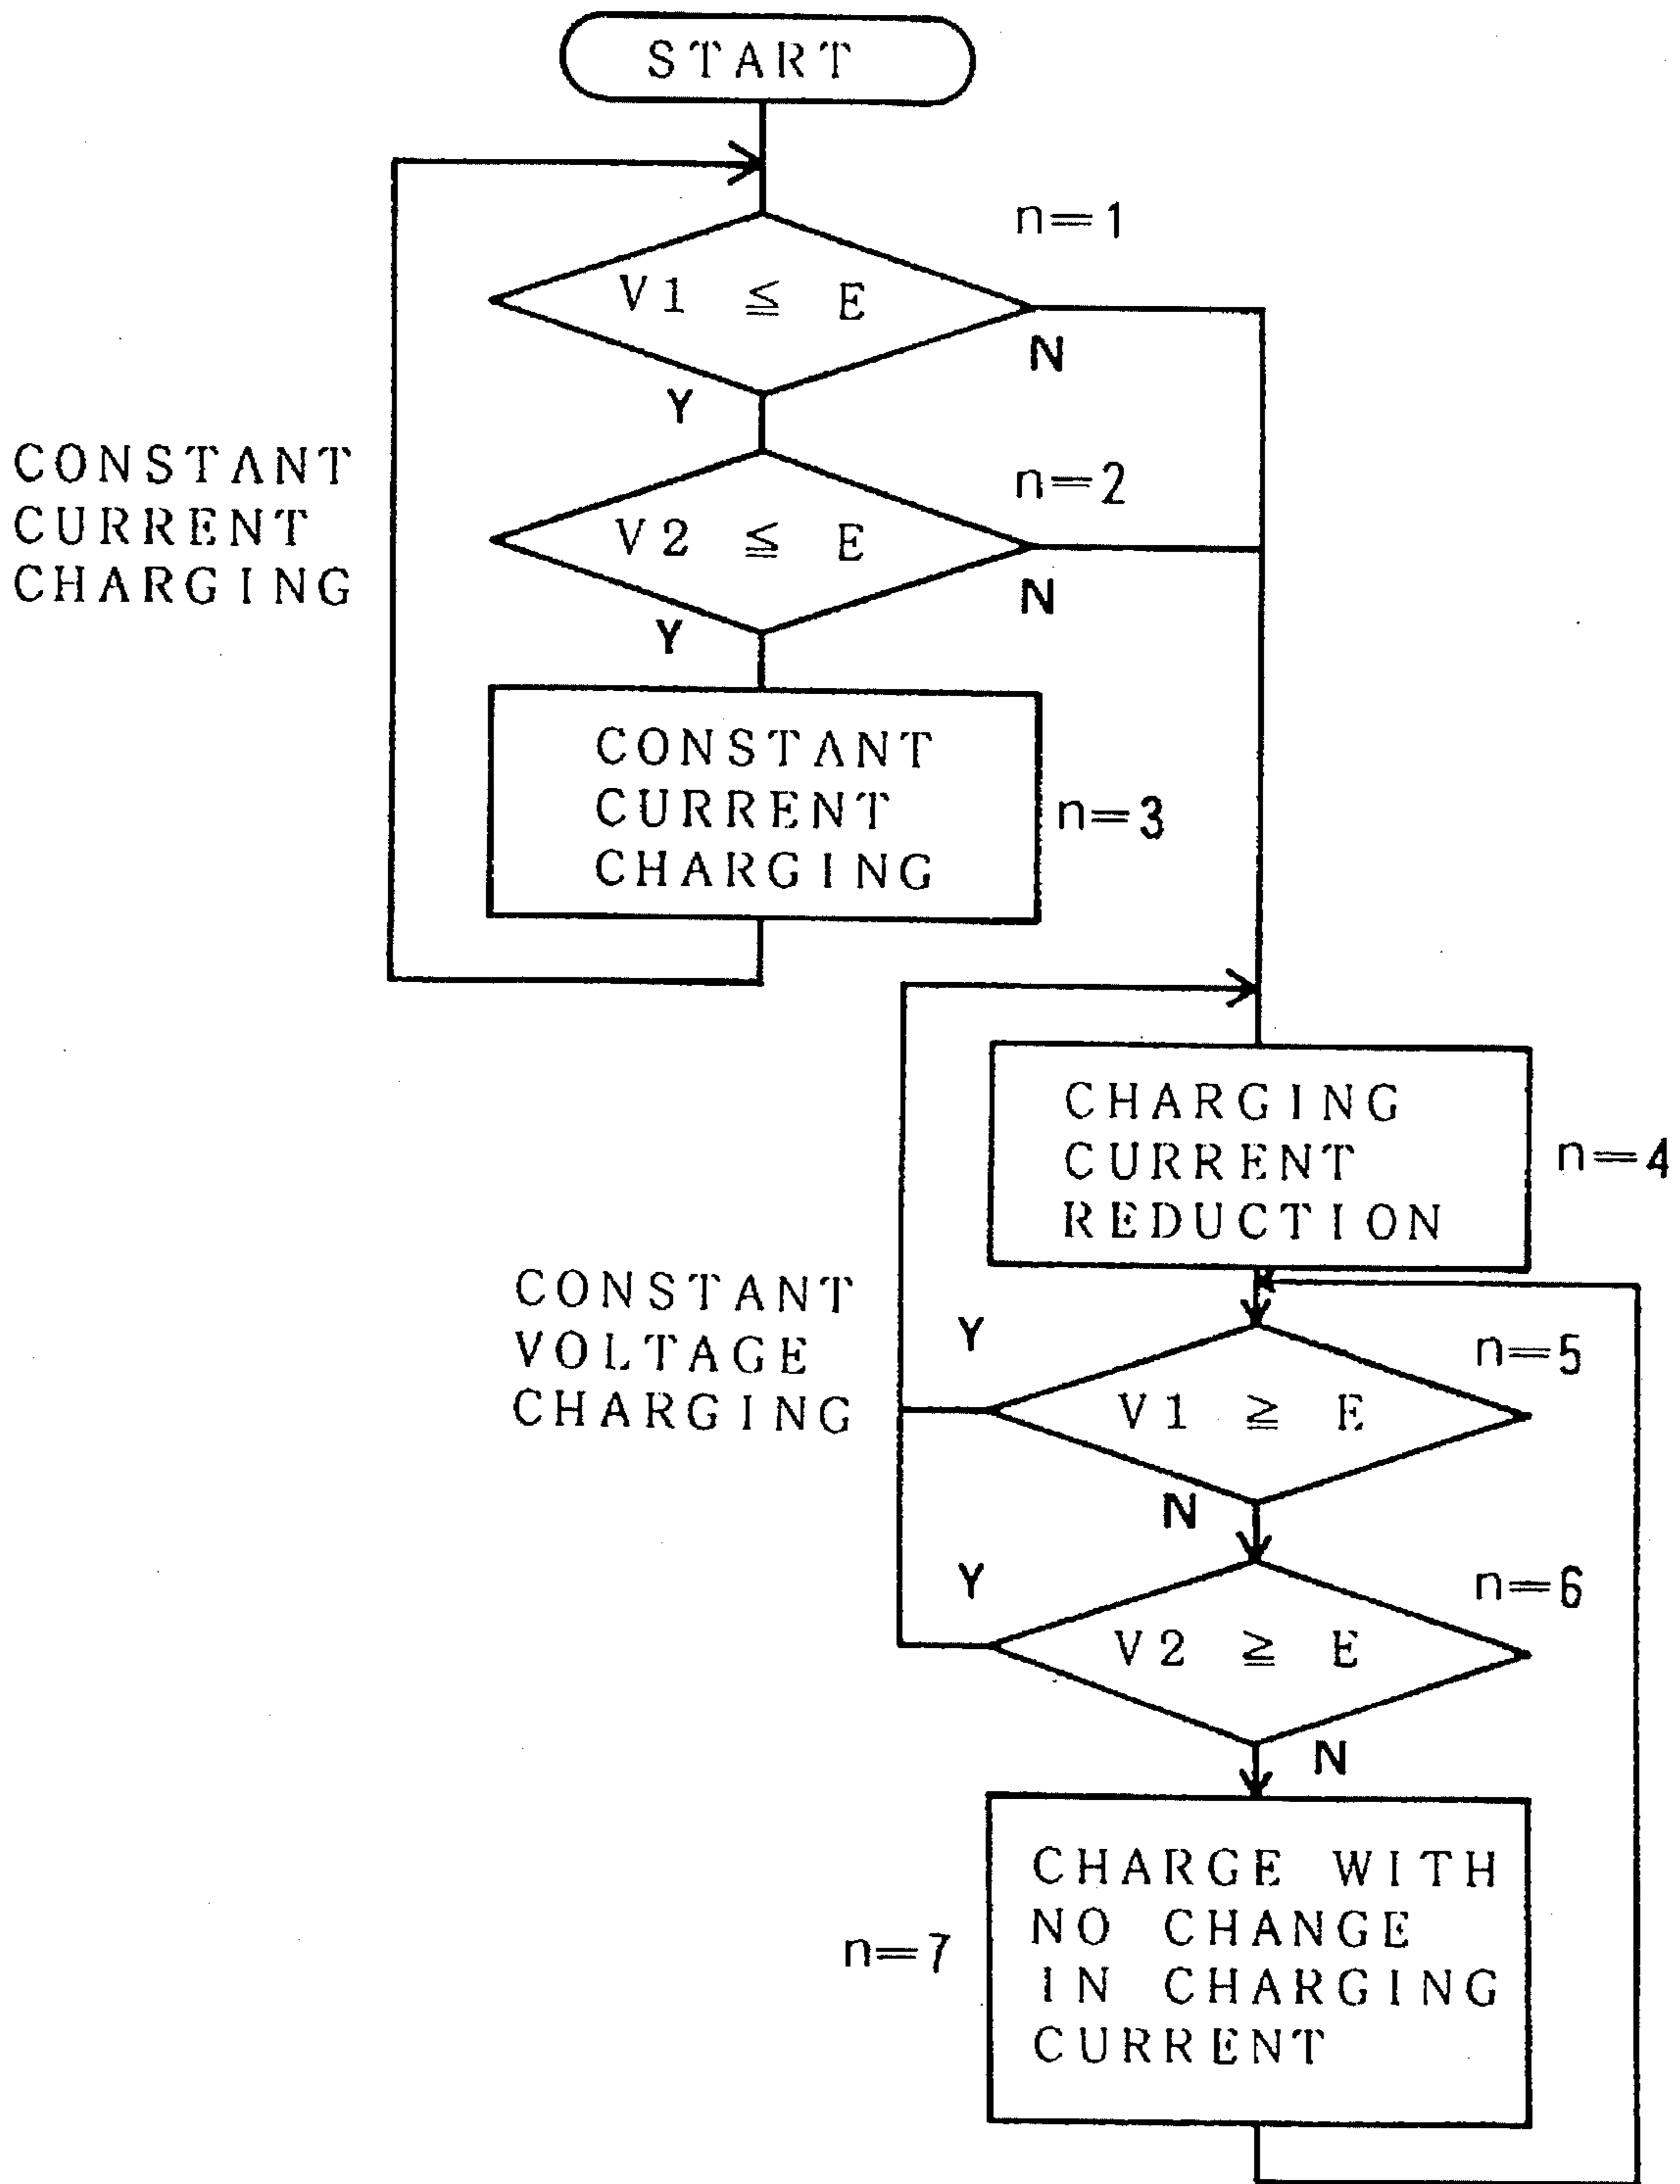 START
n=1
V1 ≦ E
N
Y
CONSTANT
CURRENT
CHARGING
n=2
V2 ≦ E
N
Y
CONSTANT
CURRENT
CHARGING
n=3
CHARGING
CURRENT
REDUCTION
n=4
CONSTANT
VOLTAGE
CHARGING
Y
n=5
V1 ≧ E
N
Y
n=6
V2 ≧ E
N
CHARGE WITH
NO CHANGE
IN CHARGING
CURRENT
n=7